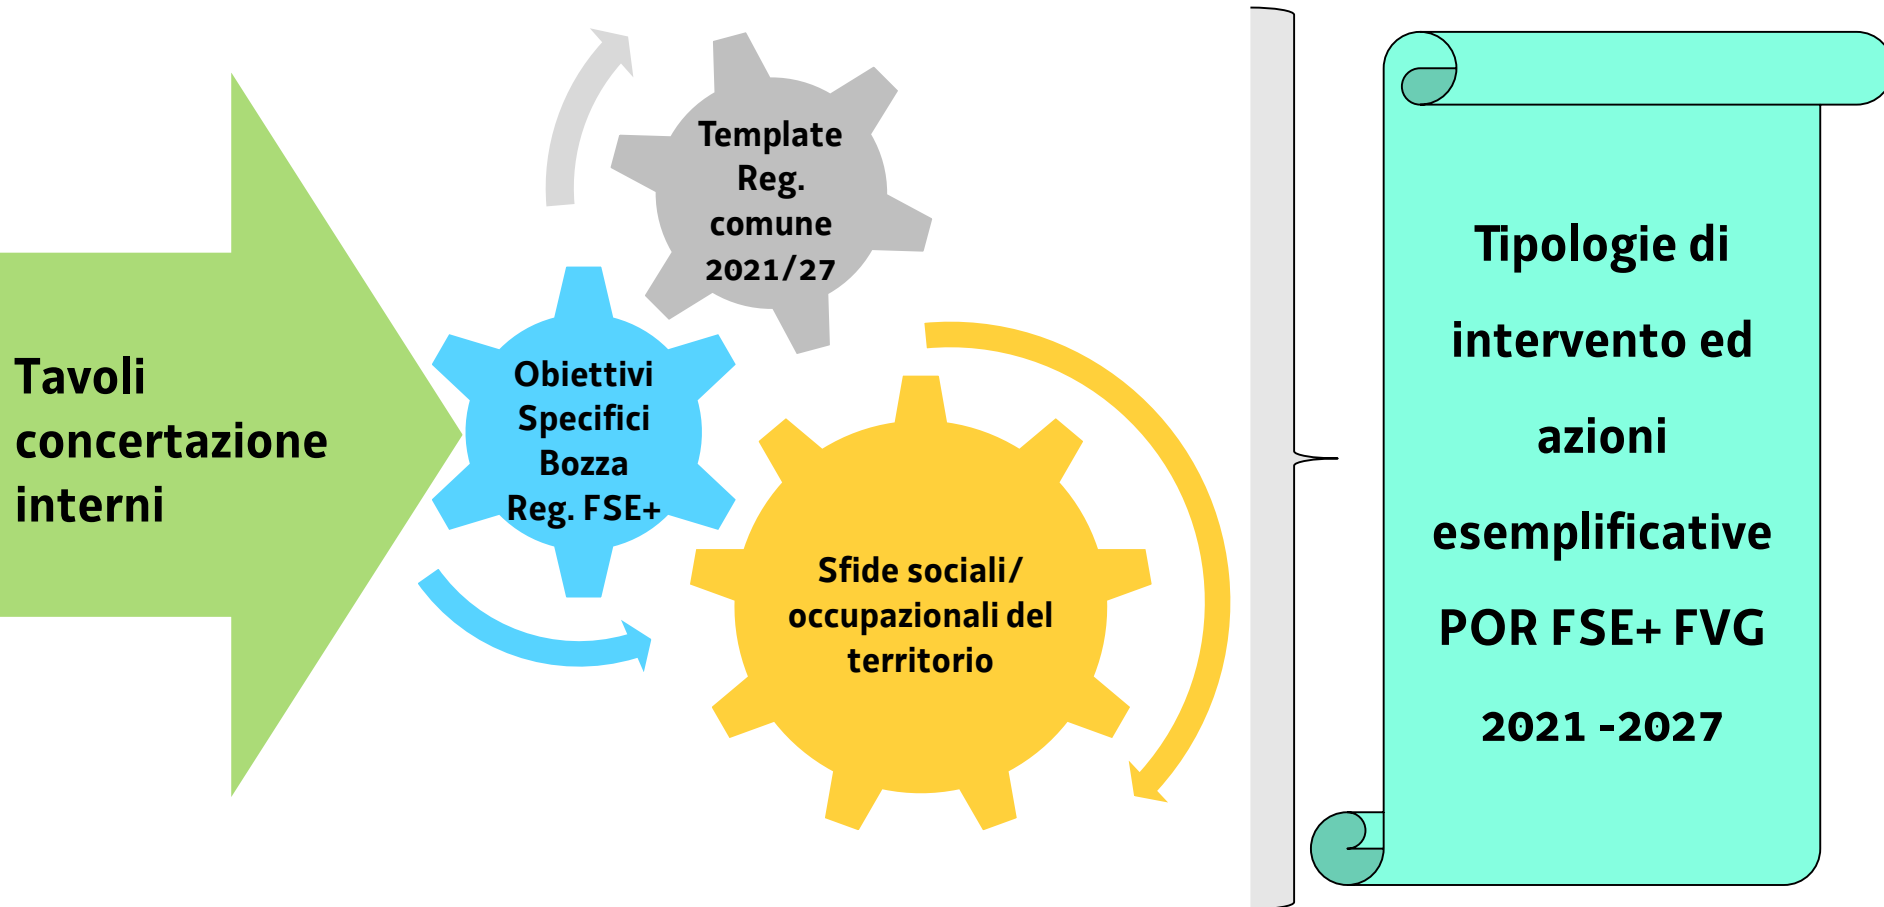 Tavoli
concertazione
interni
Template
Reg.
comune
2021/27
Obiettivi
Specifici
Bozza
Reg. FSE+
Sfide sociali/
occupazionali del
territorio
Tipologie di
intervento ed
azioni
esemplificative
POR FSE+ FVG
2021 -2027